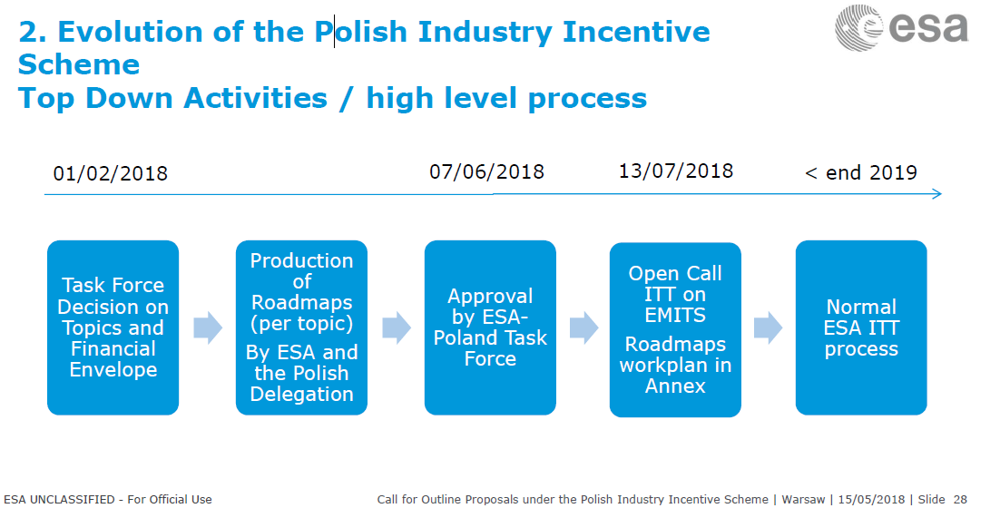 2. Evolution of the Polish Industry Incentive
Scheme
Top Down Activities / high level process
esa
01/02/2018
07/06/2018
13/07/2018
< end 2019
Task Force
Decision on
Topics and
Financial
Envelope
Production
of
Roadmaps
(per topic)
By ESA and
the Polish
Delegation
Approval
by ESA-
Poland Task
Force
Open Call
ITT on
EMITS
Roadmaps
workplan in
Annex
Normal
ESA ITT
process
ESA UNCLASSIFIED - For Official Use
Call for Outline Proposals under the Polish Industry Incentive Scheme | Warsaw | 15/05/2018 | Slide 28